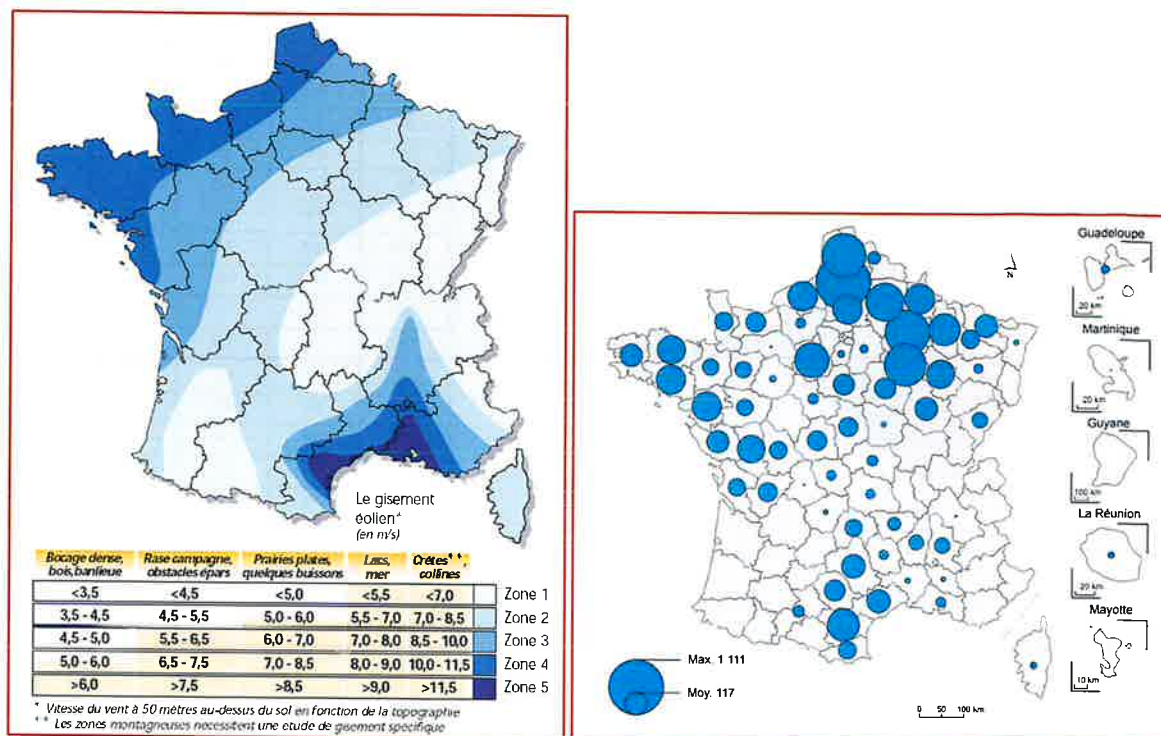 Le gisement
éolien*
(en m/s)
Bocage dense, bois, banlieue | Rase campagne, obstacles épars | Prairies plates, quelques buissons | Lacs, mer | Crêtes**, collines
<3,5 | <4,5 | <5,0 | <5,5 | <7,0 | Zone 1
3,5 - 4,5 | 4,5 - 5,5 | 5,0 - 6,0 | 5,5 - 7,0 | 7,0 - 8,5 | Zone 2
4,5 - 5,0 | 5,5 - 6,5 | 6,0 - 7,0 | 7,0 - 8,0 | 8,5 - 10,0 | Zone 3
5,0 - 6,0 | 6,5 - 7,5 | 7,0 - 8,5 | 8,0 - 9,0 | 10,0 - 11,5 | Zone 4
>6,0 | >7,5 | >8,5 | >9,0 | >11,5 | Zone 5
* Vitesse du vent à 50 mètres au-dessus du sol en fonction de la topographie
** Les zones montagneuses necessitent une etude de gisement spécifique
N
Guadeloupe
20 km
Martinique
20 km
Guyane
100 km
La Réunion
20 km
Mayotte
10 km
Max. 1 111
Moy. 117
0 50 100 km